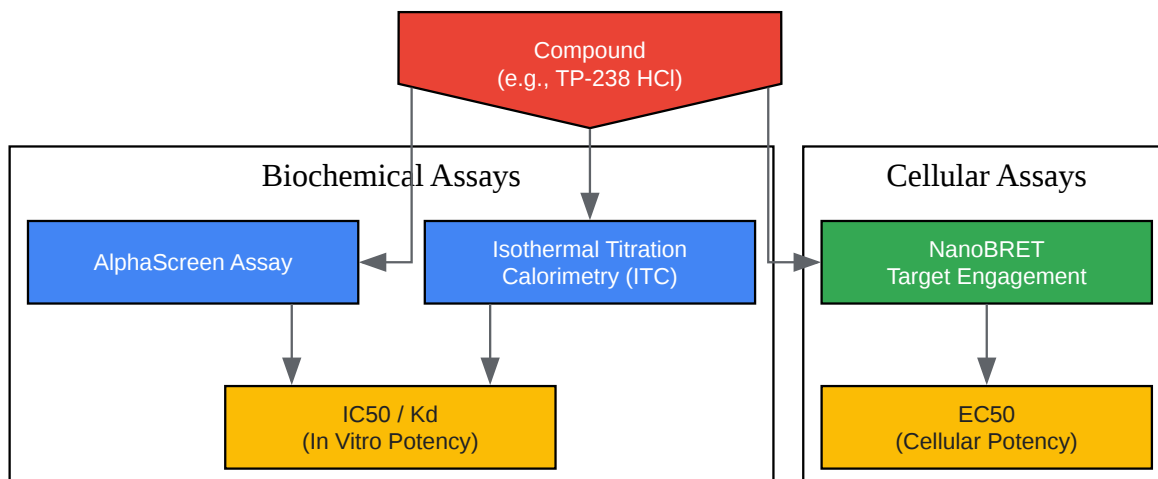 Compound
(e.g., TP-238 HCl)
Biochemical Assays
Cellular Assays
AlphaScreen Assay
Isothermal Titration
Calorimetry (ITC)
NanoBRET
Target Engagement
IC50 / Kd
(In Vitro Potency)
EC50
(Cellular Potency)